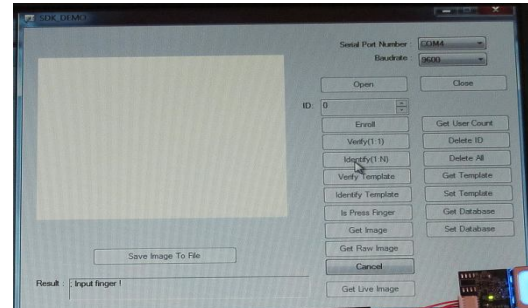 SDK_DEMO
Serial Port Number : COM4
Baudrate : 9600
Open Close
ID: 0
Enroll Get User Count
Verify(1:1) Delete ID
Identify(1:N) Delete All
Verify Template Get Template
Identify Template Set Template
Is Press Finger Get Database
Get Image Set Database
Get Raw Image
Save Image To File
Cancel
Result : ; Input finger !
Get Live Image